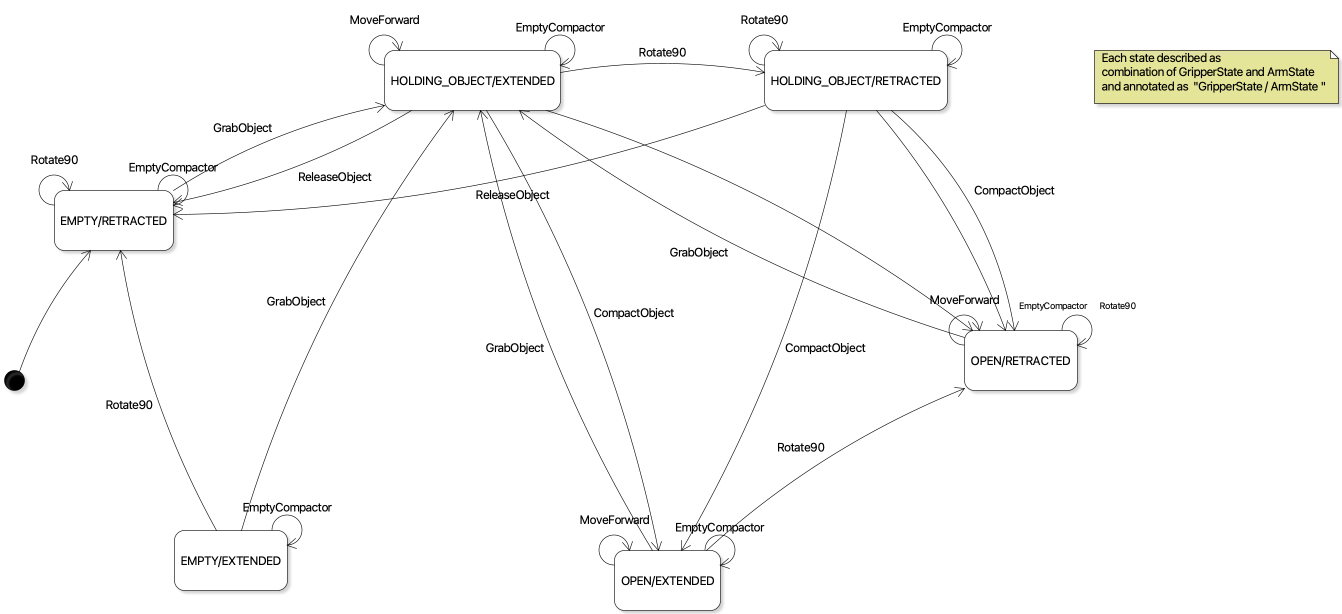 MoveForward
EmptyCompactor
Rotate90
EmptyCompactor
Rotate90
HOLDING_OBJECT/EXTENDED
HOLDING_OBJECT/RETRACTED
Each state described as
combination of GripperState and ArmState
and annotated as "GripperState / ArmState "
GrabObject
Rotate90
EmptyCompactor
ReleaseObject
ReleaseObject
CompactObject
EMPTY/RETRACTED
GrabObject
GrabObject
MoveForward
EmptyCompactor
Rotate90
CompactObject
GrabObject
CompactObject
OPEN/RETRACTED
Rotate90
Rotate90
EmptyCompactor
MoveForward
EmptyCompactor
EMPTY/EXTENDED
OPEN/EXTENDED